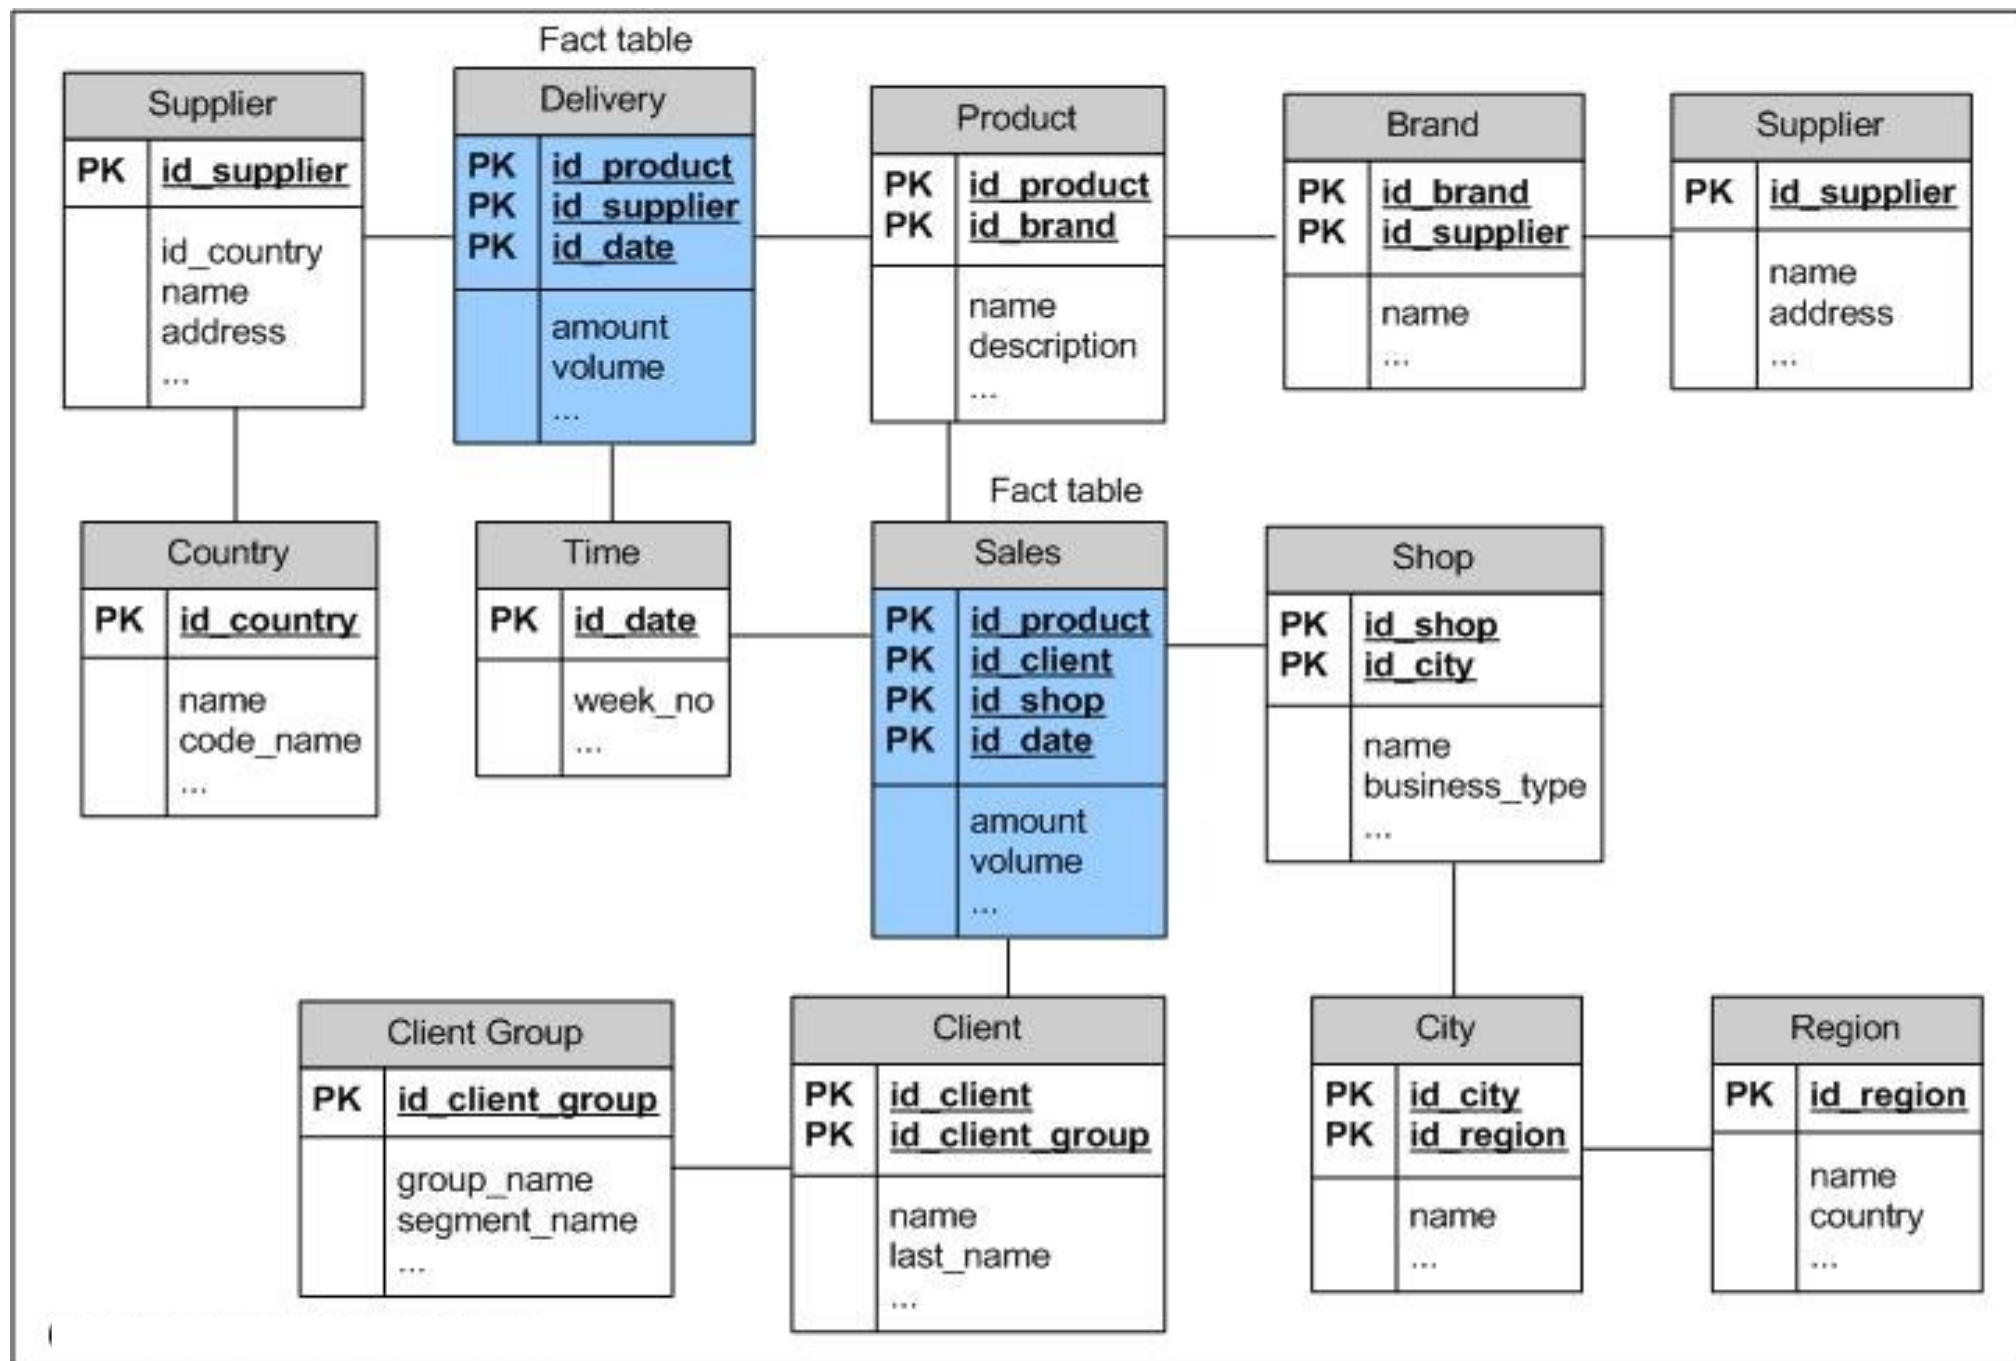 Fact table
Supplier
PK id_supplier
id_country
name
address
...
Delivery
PK id_product
PK id_supplier
PK id_date
amount
volume
...
Product
PK id_product
PK id_brand
name
description
...
Brand
PK id_brand
PK id_supplier
name
...
Supplier
PK id_supplier
name
address
...
Country
PK id_country
name
code_name
...
Time
PK id_date
week_no
...
Fact table
Sales
PK id_product
PK id_client
PK id_shop
PK id_date
amount
volume
...
Shop
PK id_shop
PK id_city
name
business_type
...
Client Group
PK id_client_group
group_name
segment_name
...
Client
PK id_client
PK id_client_group
name
last_name
...
City
PK id_city
PK id_region
name
...
Region
PK id_region
name
country
...